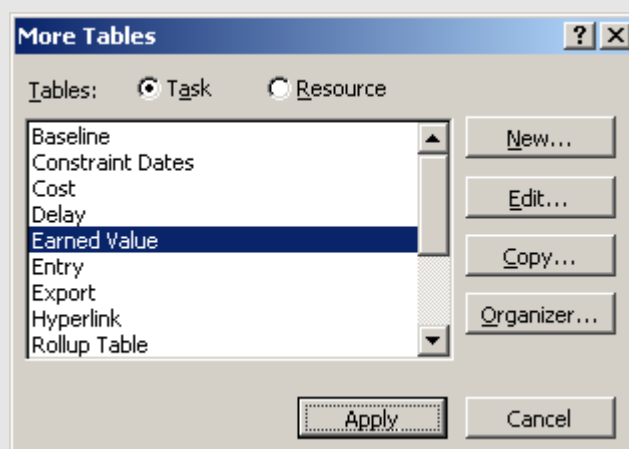 More Tables
Tables: Task Resource
Baseline
Constraint Dates
Cost
Delay
Earned Value
Entry
Export
Hyperlink
Rollup Table
New...
Edit...
Copy...
Organizer...
Apply Cancel